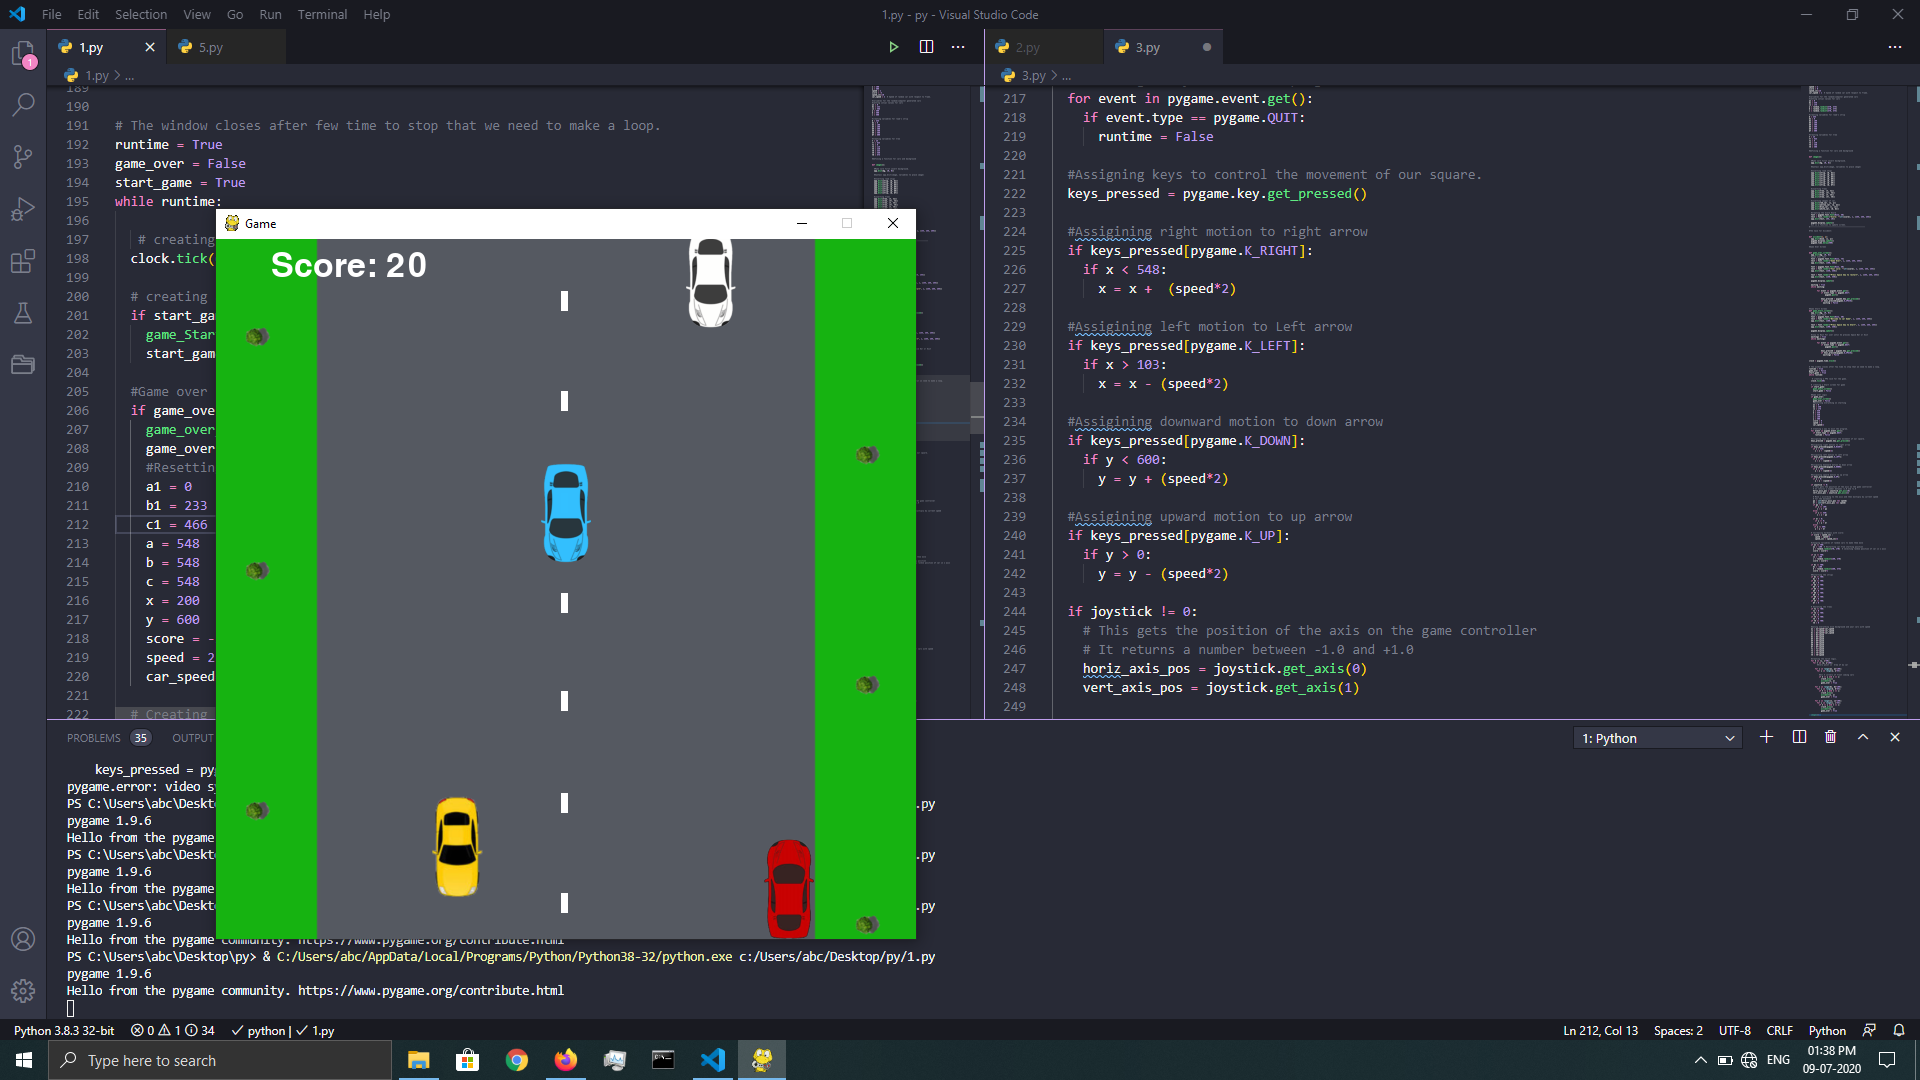 File Edit Selection View Go Run Terminal Help
1.py - py - Visual Studio Code
1.py
5.py
2.py
3.py
1
1.py > ...
3.py > ...
189
190
191 # The window closes after few time to stop that we need to make a loop.
192 runtime = True
193 game_over = False
194 start_game = True
195 while runtime:
196
197 # creating
198 clock.tick(
199
200 # creating
201 if start_ga
202 game_Star
203 start_gam
204
205 #Game over
206 if game_ove
207 game_over
208 game_over
209 #Resettin
210 a1 = 0
211 b1 = 233
212 c1 = 466
213 a = 548
214 b = 548
215 c = 548
216 x = 200
217 y = 600
218 score = -
219 speed = 2
220 car_speed
221
222 # Creating
Game
Score: 20
217 for event in pygame.event.get():
218 if event.type == pygame.QUIT:
219 runtime = False
220
221 #Assigning keys to control the movement of our square.
222 keys_pressed = pygame.key.get_pressed()
223
224 #Assigining right motion to right arrow
225 if keys_pressed[pygame.K_RIGHT]:
226 if x < 548:
227 x = x +  (speed*2)
228
229 #Assigining left motion to Left arrow
230 if keys_pressed[pygame.K_LEFT]:
231 if x > 103:
232 x = x - (speed*2)
233
234 #Assigining downward motion to down arrow
235 if keys_pressed[pygame.K_DOWN]:
236 if y < 600:
237 y = y + (speed*2)
238
239 #Assigining upward motion to up arrow
240 if keys_pressed[pygame.K_UP]:
241 if y > 0:
242 y = y - (speed*2)
243
244 if joystick != 0:
245 # This gets the position of the axis on the game controller
246 # It returns a number between -1.0 and +1.0
247 horiz_axis_pos = joystick.get_axis(0)
248 vert_axis_pos = joystick.get_axis(1)
249
PROBLEMS 35 OUTPUT
1: Python
keys_pressed = pyg
pygame.error: video sy
PS C:\Users\abc\Deskto .py
pygame 1.9.6
Hello from the pygame
PS C:\Users\abc\Deskto .py
pygame 1.9.6
Hello from the pygame
PS C:\Users\abc\Deskto .py
pygame 1.9.6
Hello from the pygame community. https://www.pygame.org/contribute.html
PS C:\Users\abc\Desktop\py> & C:/Users/abc/AppData/Local/Programs/Python/Python38-32/python.exe c:/Users/abc/Desktop/py/1.py
pygame 1.9.6
Hello from the pygame community. https://www.pygame.org/contribute.html
Python 3.8.3 32-bit 0 1 34 python | 1.py
Ln 212, Col 13 Spaces: 2 UTF-8 CRLF Python
Type here to search
ENG
01:38 PM
09-07-2020